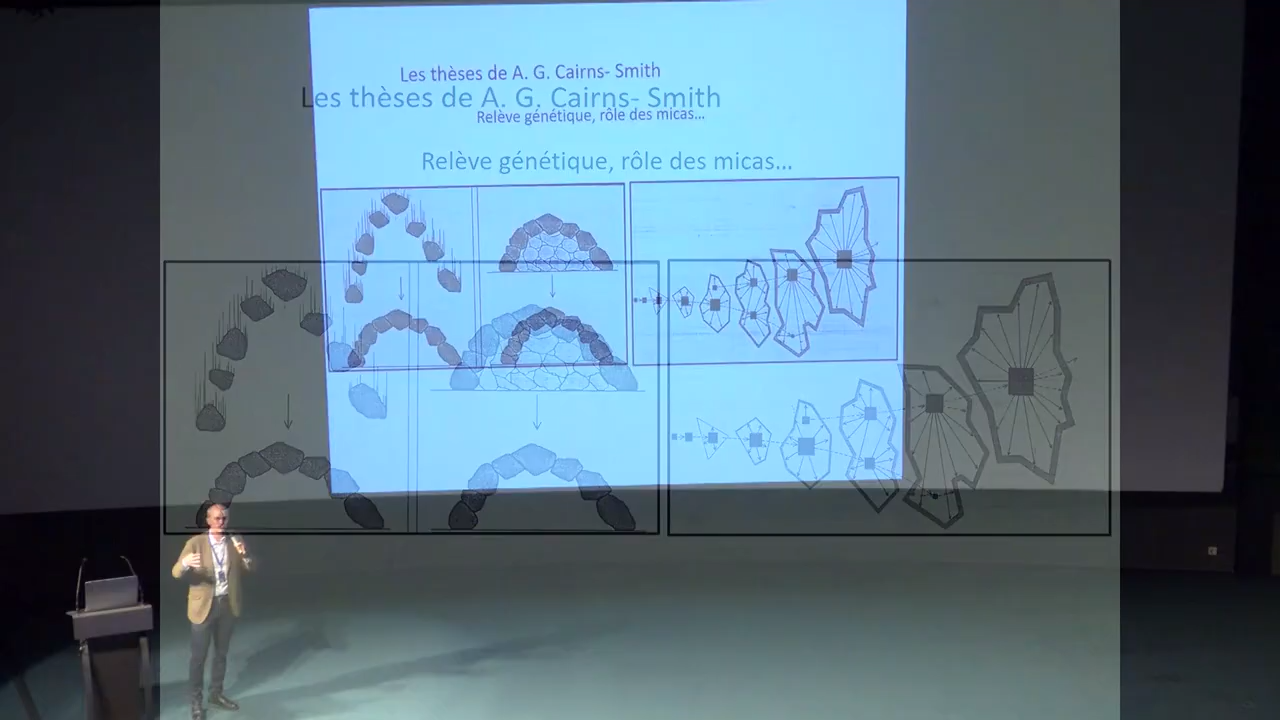 Les thèses de A. G. Cairns- Smith
Les thèses de A. G. Cairns- Smith
Relève génétique, rôle des micas...
Relève génétique, rôle des micas...